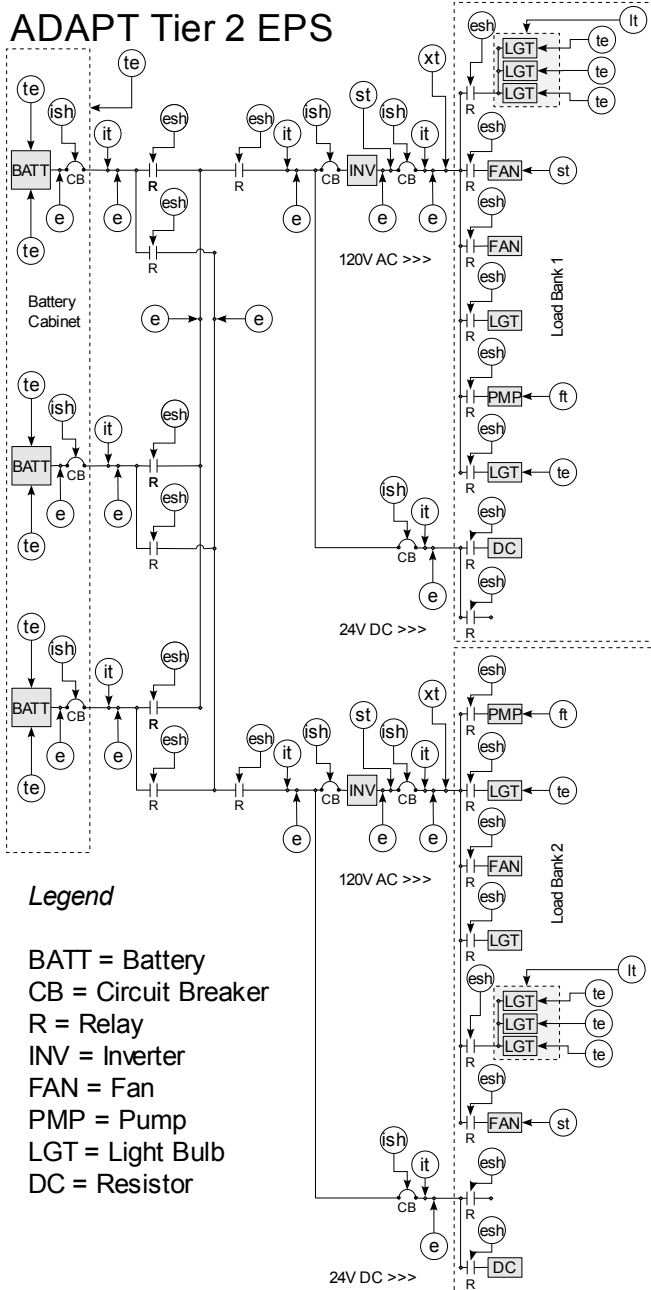 ADAPT Tier 2 EPS
lt
esh
LGT
te
LGT
te
LGT
te
R
te
te
ish
it
esh
esh
it
ish
st
ish
it
xt
esh
BATT
CB
R
R
CB
INV
CB
R
FAN
st
te
e
e
esh
R
e
e
e
120V AC >>>
esh
R
FAN
Battery
Cabinet
e
e
esh
R
LGT
Load Bank 1
esh
R
PMP
ft
te
ish
it
esh
esh
R
LGT
te
BATT
CB
R
te
e
e
esh
R
ish
it
esh
CB
R
DC
e
esh
R
24V DC >>>
te
ish
it
esh
BATT
CB
R
te
e
e
esh
R
esh
R
it
ish
st
ish
it
xt
esh
R
PMP
ft
CB
INV
CB
esh
R
LGT
te
e
e
e
120V AC >>>
esh
R
FAN
Load Bank 2
esh
R
LGT
lt
esh
LGT
te
LGT
te
LGT
te
R
esh
R
FAN
st
ish
it
esh
CB
R
e
esh
R
DC
24V DC >>>
Legend
BATT = Battery
CB = Circuit Breaker
R = Relay
INV = Inverter
FAN = Fan
PMP = Pump
LGT = Light Bulb
DC = Resistor